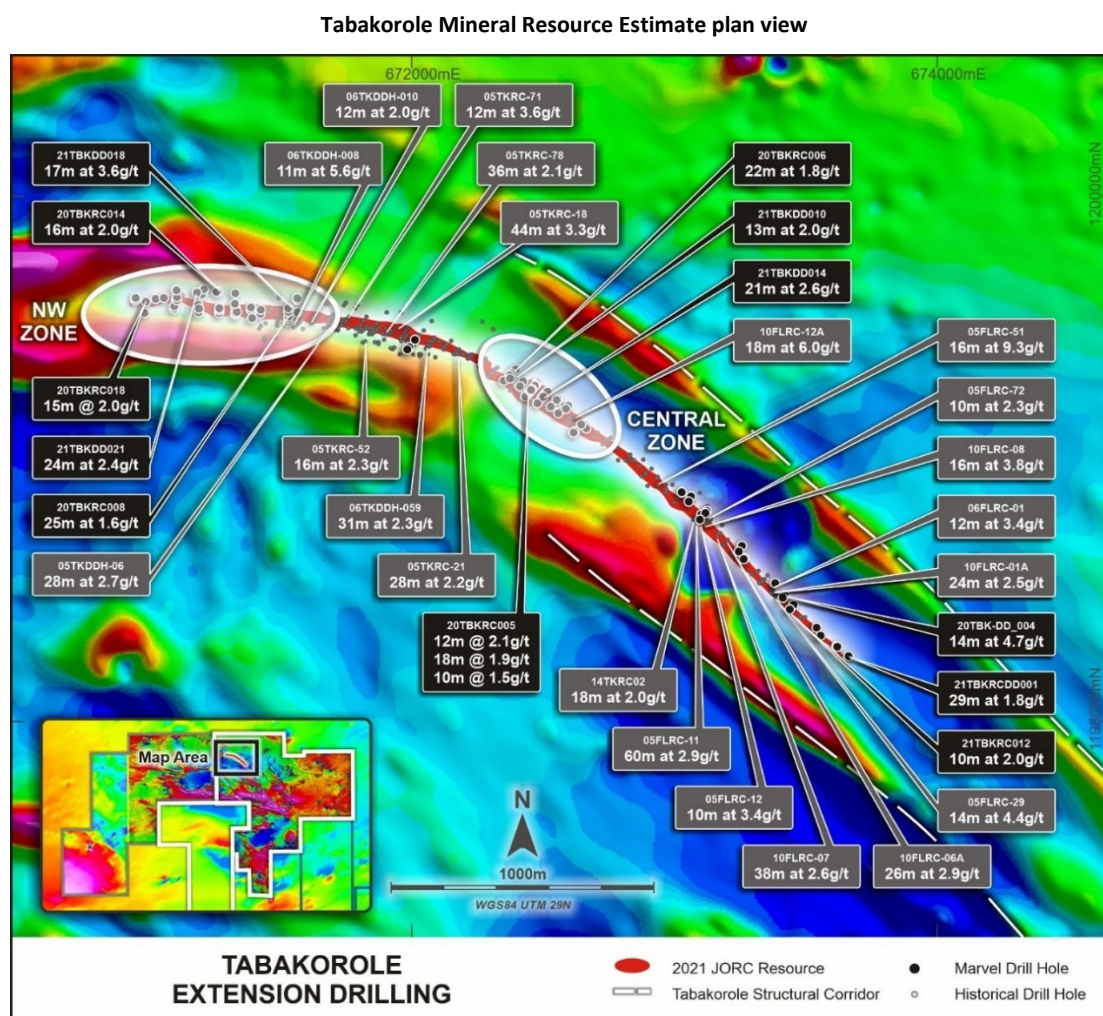 Tabakorole Mineral Resource Estimate plan view
672000mE
674000mE
1200000mN
06TKDDH-010
12m at 2.0g/t
05TKRC-71
12m at 3.6g/t
21TBKDD018
17m at 3.6g/t
06TKDDH-008
11m at 5.6g/t
05TKRC-78
36m at 2.1g/t
20TBKRC006
22m at 1.8g/t
20TBKRC014
16m at 2.0g/t
05TKRC-18
44m at 3.3g/t
21TBKDD010
13m at 2.0g/t
21TBKDD014
21m at 2.6g/t
NW
ZONE
10FLRC-12A
18m at 6.0g/t
05FLRC-51
16m at 9.3g/t
20TBKRC018
15m @ 2.0g/t
CENTRAL
ZONE
05FLRC-72
10m at 2.3g/t
21TBKDD021
24m at 2.4g/t
05TKRC-52
16m at 2.3g/t
10FLRC-08
16m at 3.8g/t
20TBKRC008
25m at 1.6g/t
06TKDDH-059
31m at 2.3g/t
06FLRC-01
12m at 3.4g/t
05TKDDH-06
28m at 2.7g/t
05TKRC-21
28m at 2.2g/t
10FLRC-01A
24m at 2.5g/t
20TBKRC005
12m @ 2.1g/t
18m @ 1.9g/t
10m @ 1.5g/t
20TBK-DD_004
14m at 4.7g/t
14TKRC02
18m at 2.0g/t
21TBKRCDD001
29m at 1.8g/t
05FLRC-11
60m at 2.9g/t
21TBKRC012
10m at 2.0g/t
05FLRC-12
10m at 3.4g/t
05FLRC-29
14m at 4.4g/t
10FLRC-07
38m at 2.6g/t
10FLRC-06A
26m at 2.9g/t
Map Area
N
1000m
WGS84 UTM 29N
TABAKOROLE
EXTENSION DRILLING
2021 JORC Resource
Tabakorole Structural Corridor
Marvel Drill Hole
Historical Drill Hole